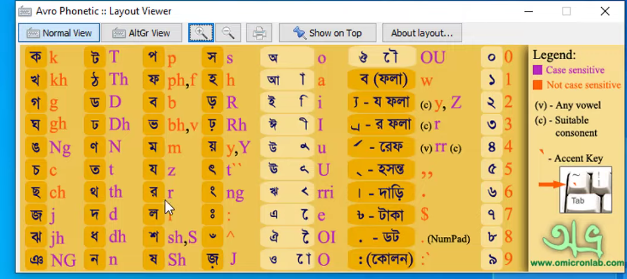 Avro Phonetic :: Layout Viewer
Normal View AltGr View Show on Top About layout...
ক k ট T প p স s অ o ঔ ৌ OU ০ 0
খ kh ঠ Th ফ ph,f হ h আ া a ব (ফলা) w ১ 1
গ g ড D ব b ড় R ই ি i ্য - য ফলা (c) y, Z ২ 2
ঘ gh ঢ Dh ভ bh,v ঢ় Rh ঈ ী I ্র - র ফলা (c) r ৩ 3
ঙ Ng ণ N ম m য় y,Y উ ু u র্ - রেফ (v) rr (c) ৪ 4
চ c ত t য z ৎ t`` ঊ ূ U ্ - হসন্ত ,, ৫ 5
ছ ch থ th র r ং ng ঋ ৃ rri । - দাড়ি . ৬ 6
জ j দ d ল ঃ : এ ে e ৳ - টাকা $ ৭ 7
ঝ jh ধ dh শ sh,S ঁ ^ ঐ ৈ OI . - ডট . (NumPad) ৮ 8
ঞ NG ন n ষ Sh জ় J ও ো O : (কোলন) :` ৯ 9
Legend:
Case sensitive
Not case sensitive
(v) - Any vowel
(c) - Suitable
consonent
` - Accent Key
~
`
!
1
Tab
অভ্র
www.omicronlab.com